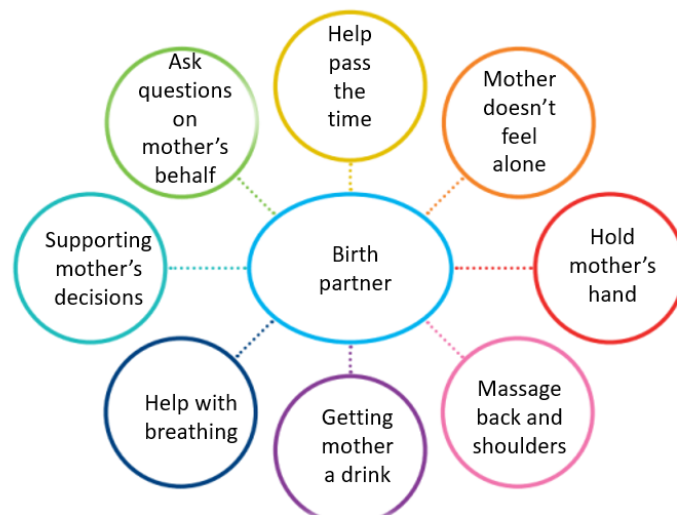 Help
pass
the
time
Ask
questions
on
mother's
behalf
Mother
doesn't
feel
alone
Supporting
mother's
decisions
Birth
partner
Hold
mother's
hand
Help with
breathing
Getting
mother
a drink
Massage
back and
shoulders